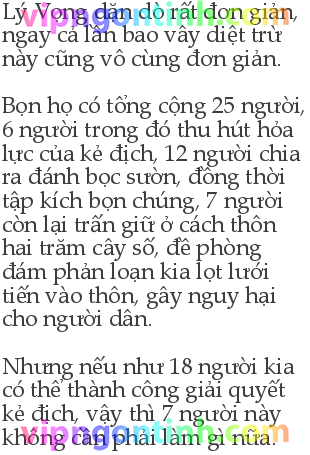 Lý Vọng dặn dò rất đơn giản,
ngay cả lần bao vây diệt trừ
này cũng vô cùng đơn giản.
Bọn họ có tổng cộng 25 người,
6 người trong đó thu hút hỏa
lực của kẻ địch, 12 người chia
ra đánh bọc sườn, đồng thời
tập kích bọn chúng, 7 người
còn lại trấn giữ ở cách thôn
hai trăm cây số, đề phòng
đám phản loạn kia lọt lưới
tiến vào thôn, gây nguy hại
cho người dân.
Nhưng nếu như 18 người kia
có thể thành công giải quyết
kẻ địch, vậy thì 7 người này
không cần phải làm gì nữa.
vipngontinh.com
vipngontinh.com